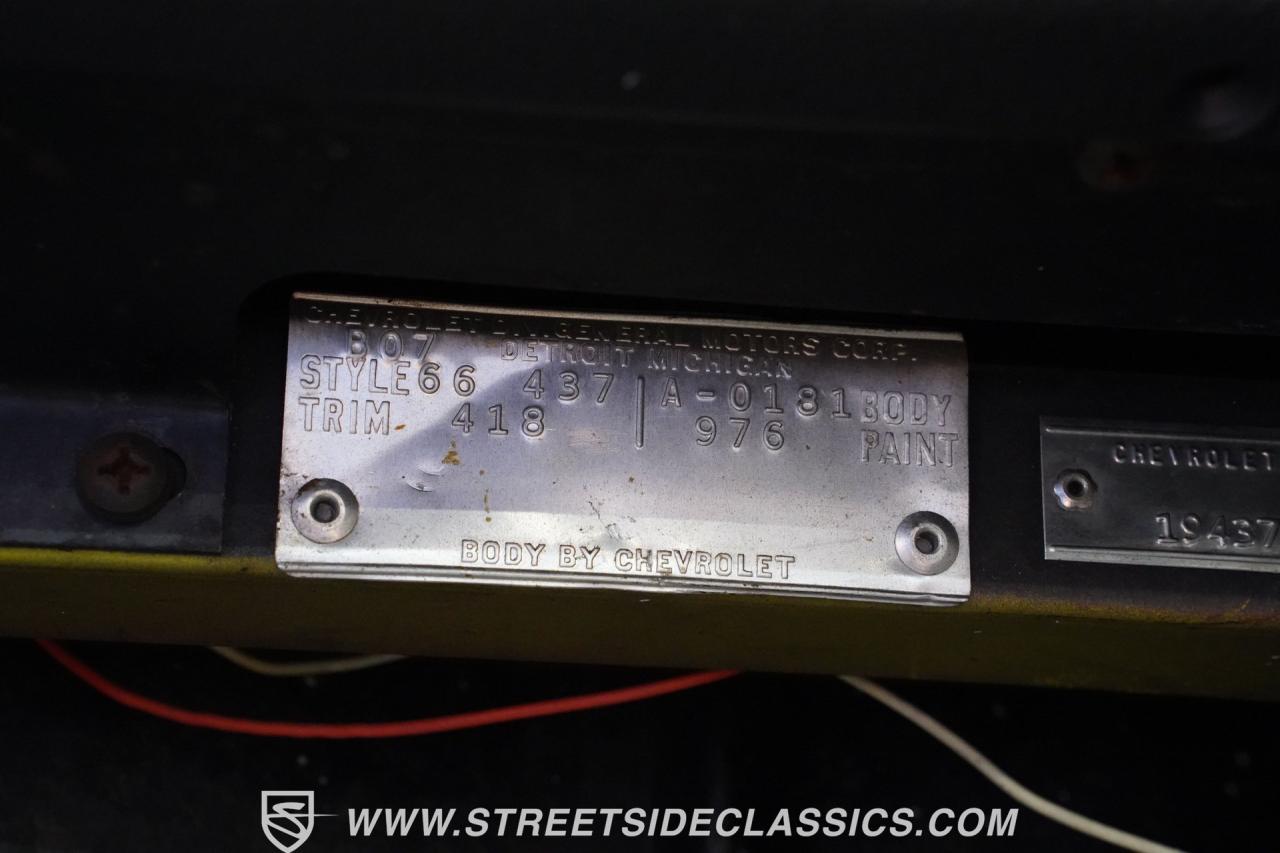 CHEVROLET DIV. GENERAL MOTORS CORP.
B07 DETROIT MICHIGAN
STYLE66 437 A-0181 BODY
TRIM 418 976 PAINT
BODY BY CHEVROLET
CHEVROLET
19437
WWW.STREETSIDECLASSICS.COM